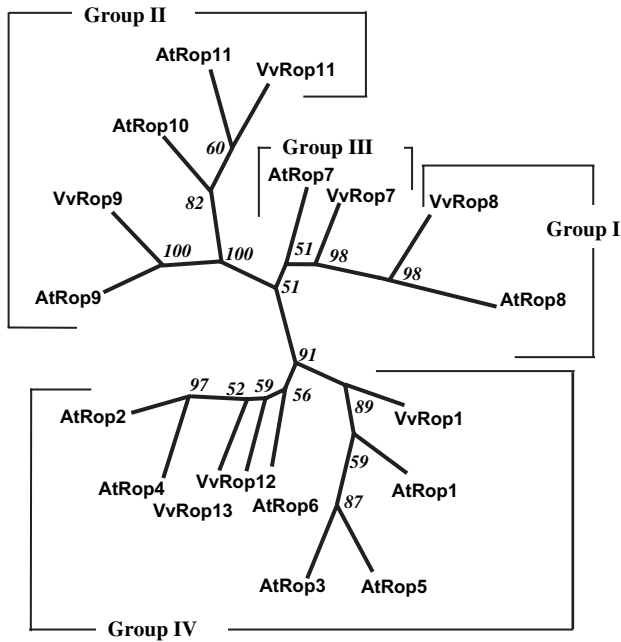 Group II
AtRop11
VvRop11
AtRop10
60
Group III
AtRop7
VvRop7
VvRop8
82
VvRop9
Group I
100
100
51
98
98
AtRop9
51
AtRop8
91
97
52
59
56
89
VvRop1
AtRop2
59
AtRop4
VvRop12
AtRop1
VvRop13
AtRop6
87
AtRop3
AtRop5
Group IV